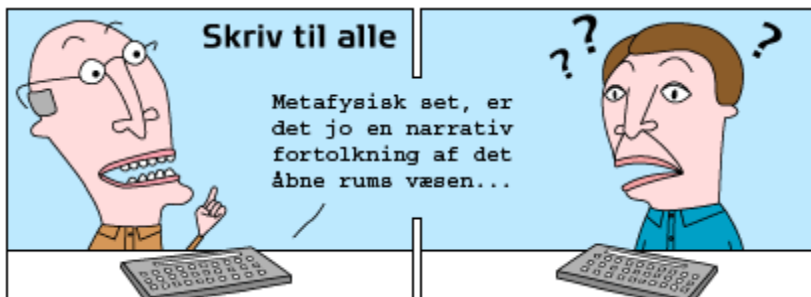 Skriv til alle
Metafysisk set, er
det jo en narrativ
fortolkning af det
åbne rums væsen...
? ? ?